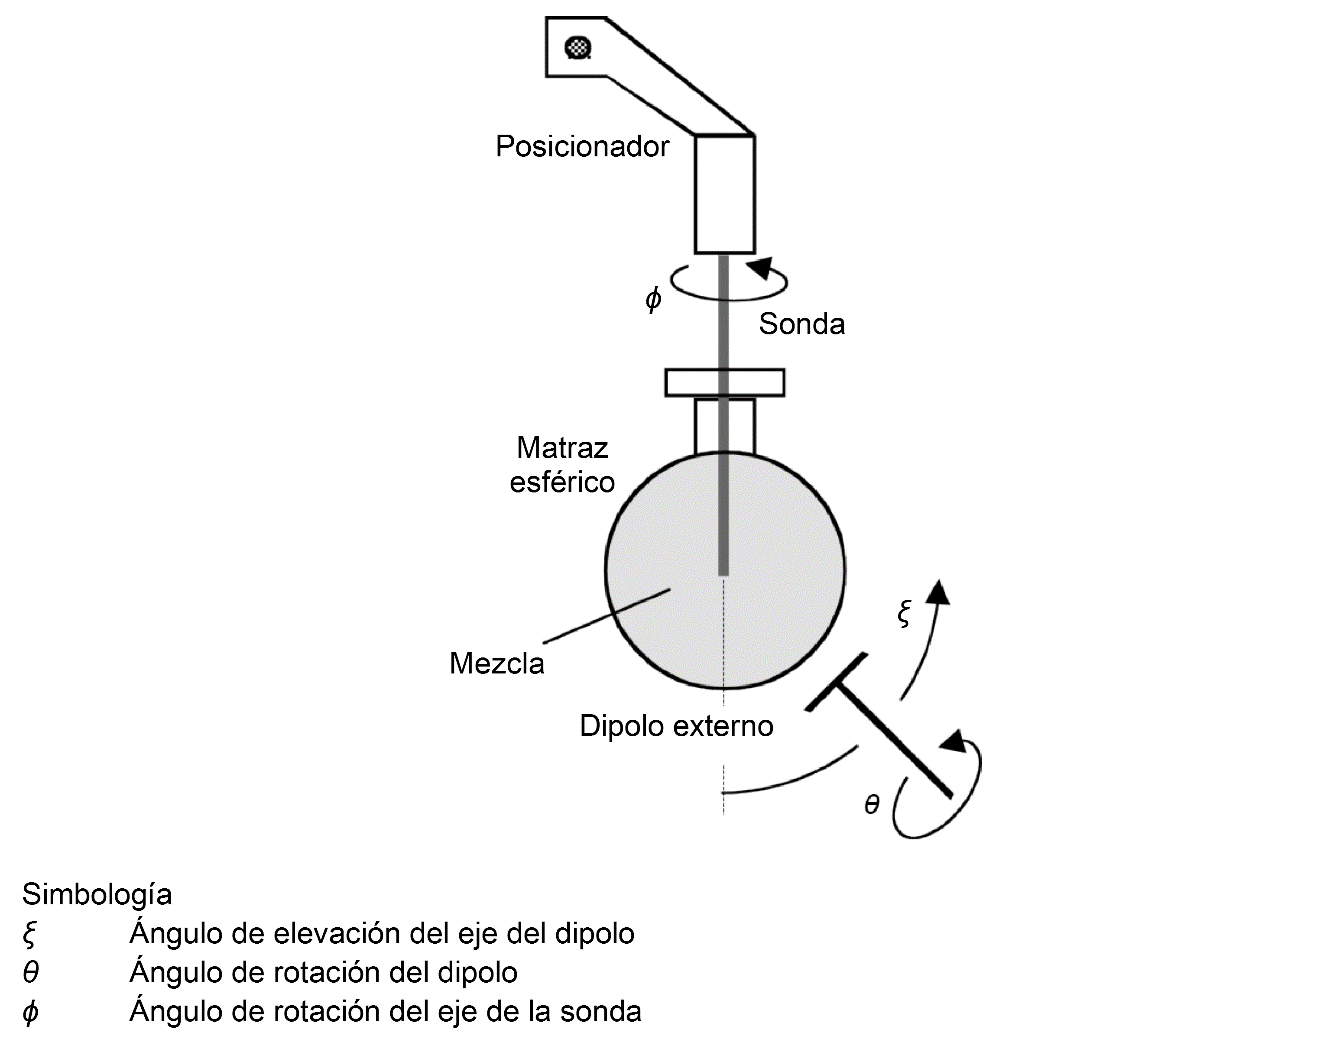 Posicionador
ϕ
Sonda
Matraz
esférico
ξ
Mezcla
Dipolo externo
θ
Simbología
ξ Ángulo de elevación del eje del dipolo
θ Ángulo de rotación del dipolo
ϕ Ángulo de rotación del eje de la sonda